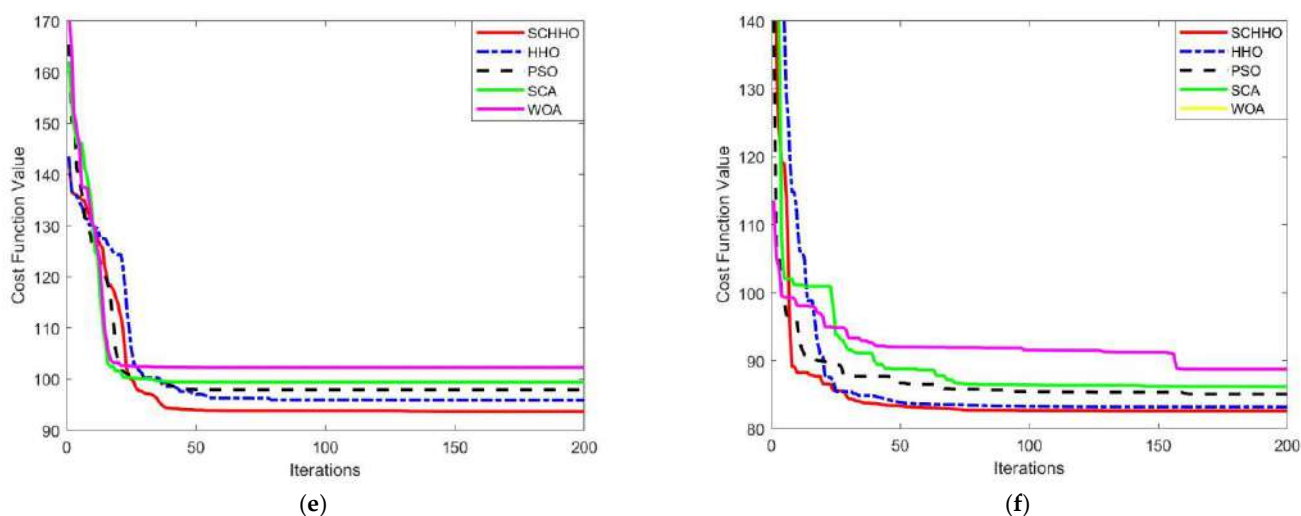 170
160
150
140
130
120
110
100
90
Cost Function Value
0
50
100
150
200
Iterations
SCHHO
HHO
PSO
SCA
WOA
(e)
140
130
120
110
100
90
80
Cost Function Value
0
50
100
150
200
Iterations
SCHHO
HHO
PSO
SCA
WOA
(f)